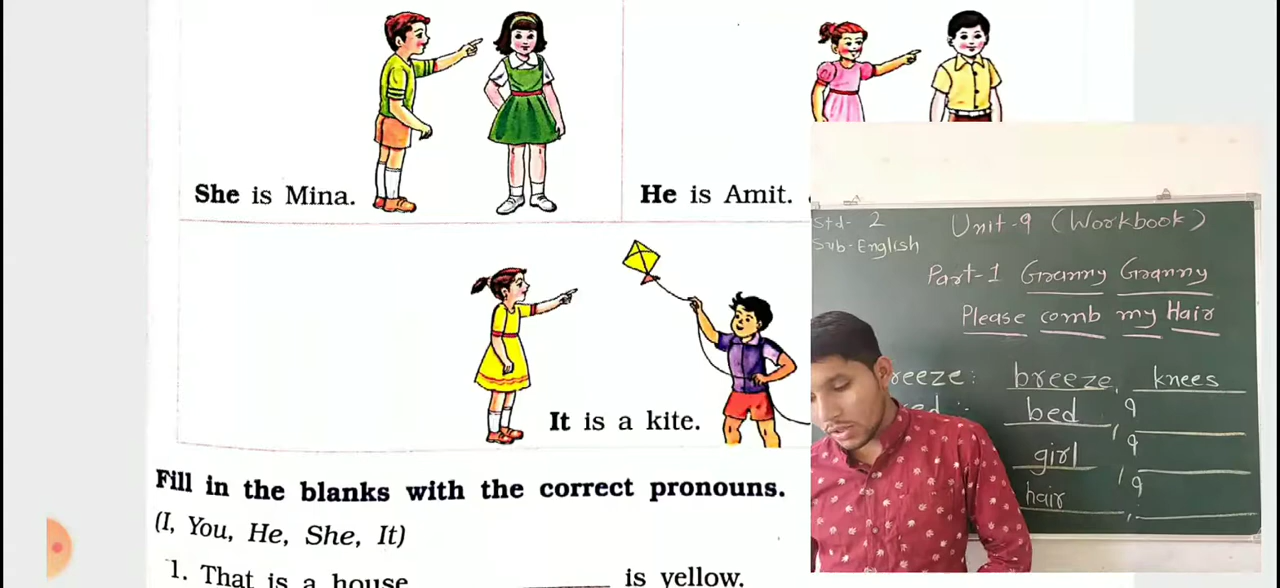 She is Mina.
He is Amit.
It is a kite.
Fill in the blanks with the correct pronouns.
(I, You, He, She, It)
1. That is a house ________ is yellow.
Std- 2
Sub-English
Unit-9 (Workbook)
Part-1 Granny Granny
Please comb my Hair
reeze: breeze, knees
bed,
girl,
hair,